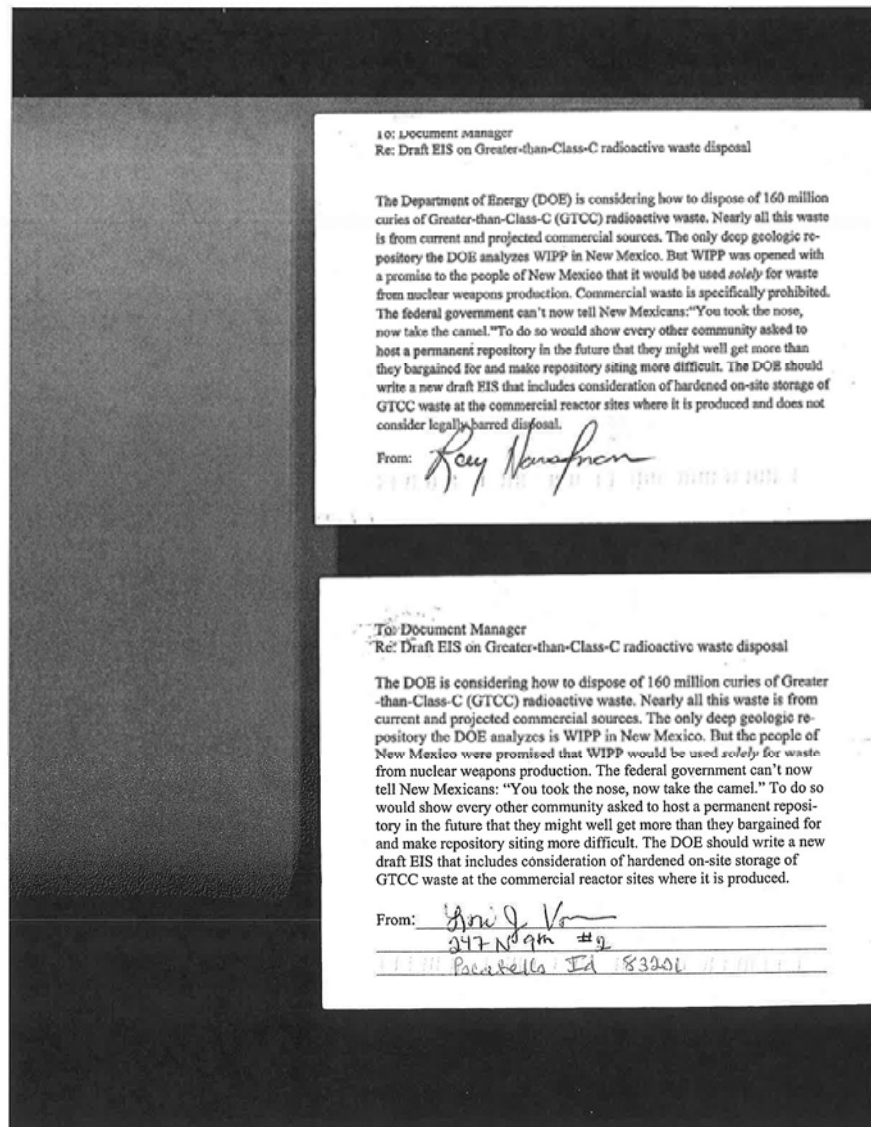 To: Document Manager
Re: Draft EIS on Greater-than-Class-C radioactive waste disposal
The Department of Energy (DOE) is considering how to dispose of 160 million
curies of Greater-than-Class-C (GTCC) radioactive waste. Nearly all this waste
is from current and projected commercial sources. The only deep geologic re-
pository the DOE analyzes WIPP in New Mexico. But WIPP was opened with
a promise to the people of New Mexico that it would be used solely for waste
from nuclear weapons production. Commercial waste is specifically prohibited.
The federal government can't now tell New Mexicans:"You took the nose,
now take the camel."To do so would show every other community asked to
host a permanent repository in the future that they might well get more than
they bargained for and make repository siting more difficult. The DOE should
write a new draft EIS that includes consideration of hardened on-site storage of
GTCC waste at the commercial reactor sites where it is produced and does not
consider legally barred disposal.
From:
To: Document Manager
Re: Draft EIS on Greater-than-Class-C radioactive waste disposal
The DOE is considering how to dispose of 160 million curies of Greater
-than-Class-C (GTCC) radioactive waste. Nearly all this waste is from
current and projected commercial sources. The only deep geologic re-
pository the DOE analyzes is WIPP in New Mexico. But the people of
New Mexico were promised that WIPP would be used solely for waste
from nuclear weapons production. The federal government can't now
tell New Mexicans: "You took the nose, now take the camel." To do so
would show every other community asked to host a permanent reposi-
tory in the future that they might well get more than they bargained for
and make repository siting more difficult. The DOE should write a new
draft EIS that includes consideration of hardened on-site storage of
GTCC waste at the commercial reactor sites where it is produced.
From: J.
247 N 9th #2
Pocatello Id 83201